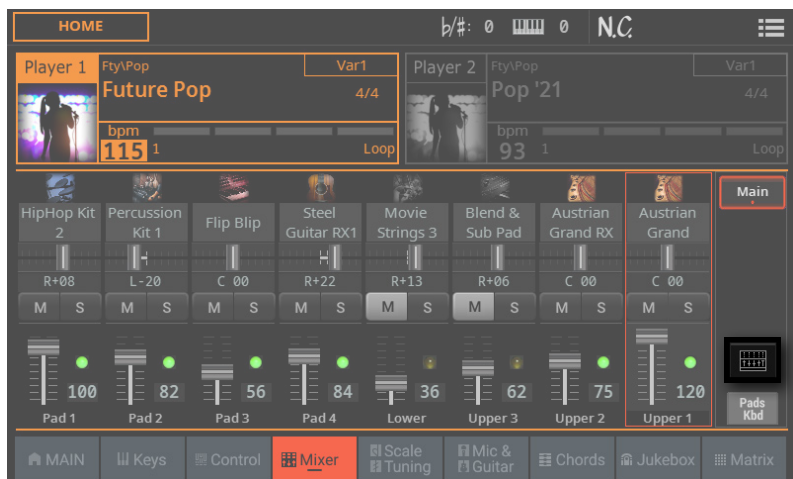 HOME
b/#: 0 0 N.C.
Player 1 Fty\Pop Var1
Future Pop 4/4
bpm
115 1 Loop
Player 2 Fty\Pop Var1
Pop '21 4/4
bpm
93 1 Loop
HipHop Kit 2
Percussion Kit 1
Flip Blip
Steel Guitar RX1
Movie Strings 3
Blend & Sub Pad
Austrian Grand RX
Austrian Grand
Main
R+08 L-20 C 00 R+22 R+13 R+06 C 00 C 00
M S M S M S M S M S M S M S M S
100 82 56 84 36 62 75 120
Pad 1 Pad 2 Pad 3 Pad 4 Lower Upper 3 Upper 2 Upper 1
Pads
Kbd
MAIN Keys Control Mixer Scale Tuning Mic & Guitar Chords Jukebox Matrix